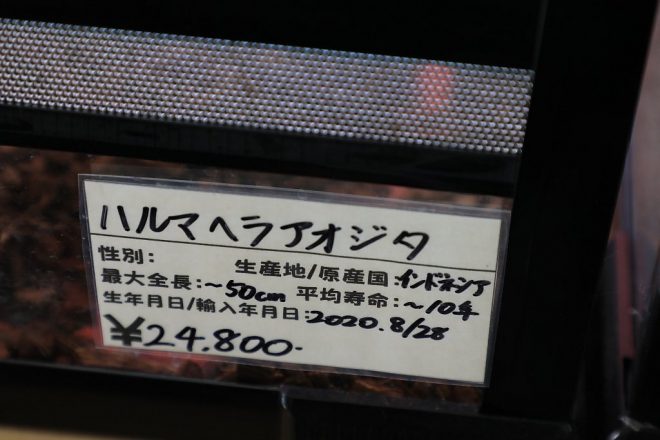 ハルマヘラアオジタ
性別: 生産地/原産国:インドネシア
最大全長:〜50cm 平均寿命:〜10年
生年月日/輸入年月日:2020.8/28
¥24.800-